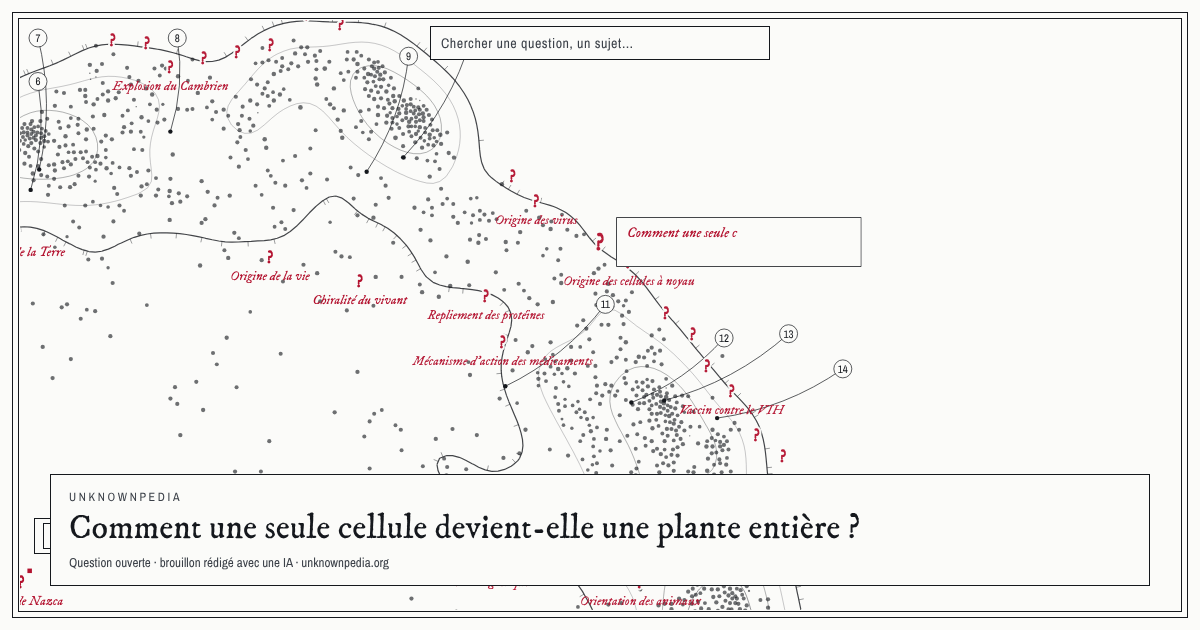 7
8
Chercher une question, un sujet…
9
6
Explosion du Cambrien
Origine des virus
Comment une seule c
de la Terre
Origine de la vie
Origine des cellules à noyau
Chiralité du vivant
11
Repliement des protéines
12
13
Mécanisme d'action des médicaments
14
Vaccin contre le VIH
UNKNOWNPEDIA
Comment une seule cellule devient-elle une plante entière ?
Question ouverte · brouillon rédigé avec une IA · unknownpedia.org
de Nazca
Orientation des animaux